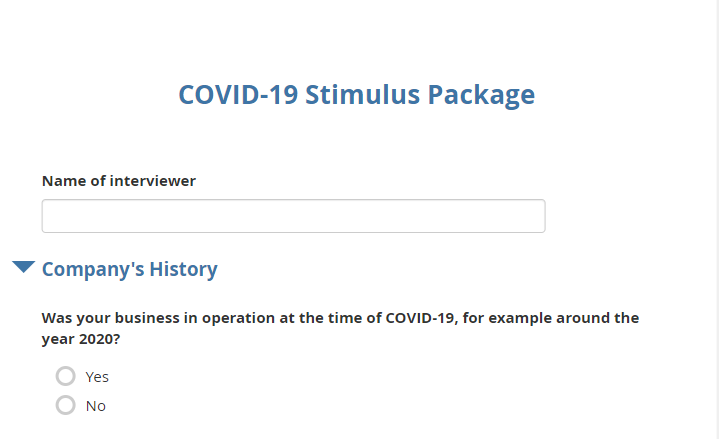 COVID-19 Stimulus Package
Name of interviewer
Company's History
Was your business in operation at the time of COVID-19, for example around the
year 2020?
Yes
No